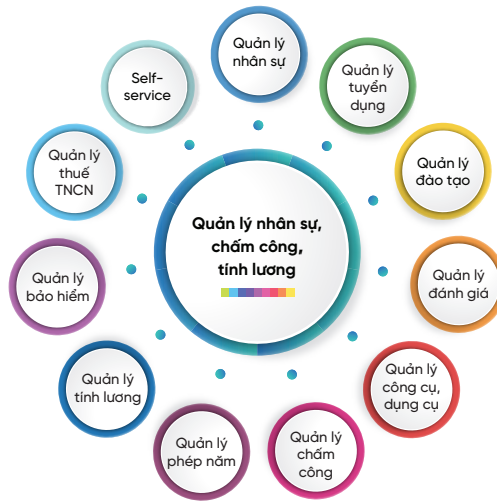 Quản lý
nhân sự
Quản lý
tuyển
dụng
Quản lý
đào tạo
Quản lý
đánh giá
Quản lý
công cụ,
dụng cụ
Quản lý
chấm
công
Quản lý
phép năm
Quản lý
tính lương
Quản lý
bảo hiểm
Quản lý
thuế
TNCN
Self-
service
Quản lý nhân sự,
chấm công,
tính lương